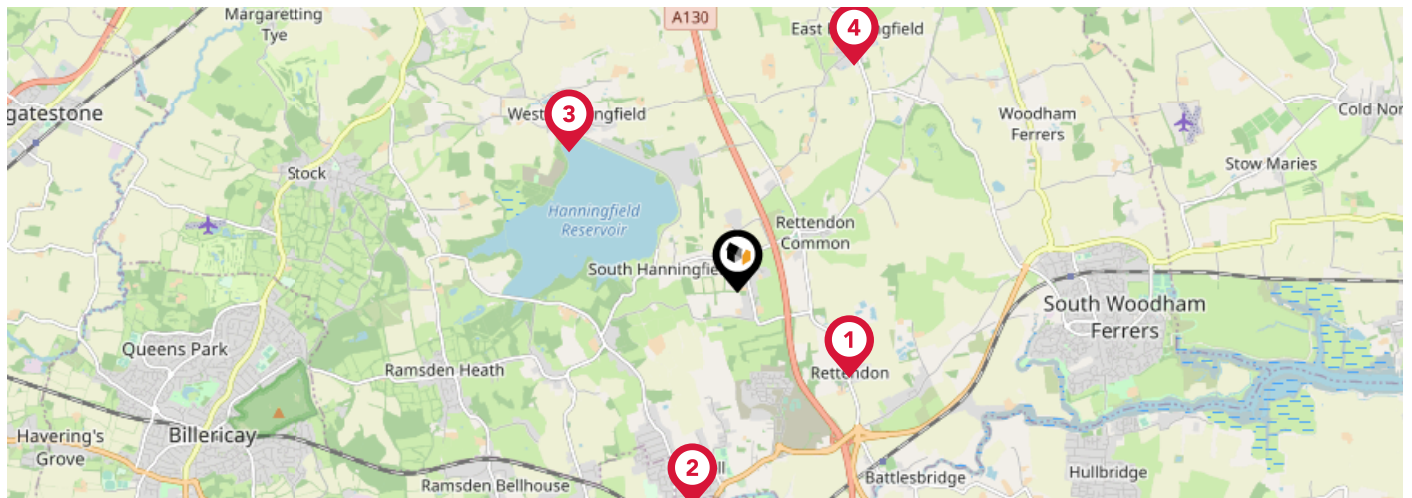 Margaretting
Tye
A130
4
East
gfield
gatestone
3
West
ngfield
Woodham
Ferrers
Cold Nor
Stock
Stow Maries
Hanningfield
Reservoir
Rettendon
Common
South Hanningfie
South Woodham
Ferrers
Queens Park
1
Ramsden Heath
Rettendon
Billericay
Havering's
Grove
2
ll
Ramsden Bellhouse
Battlesbridge
Hullbridge